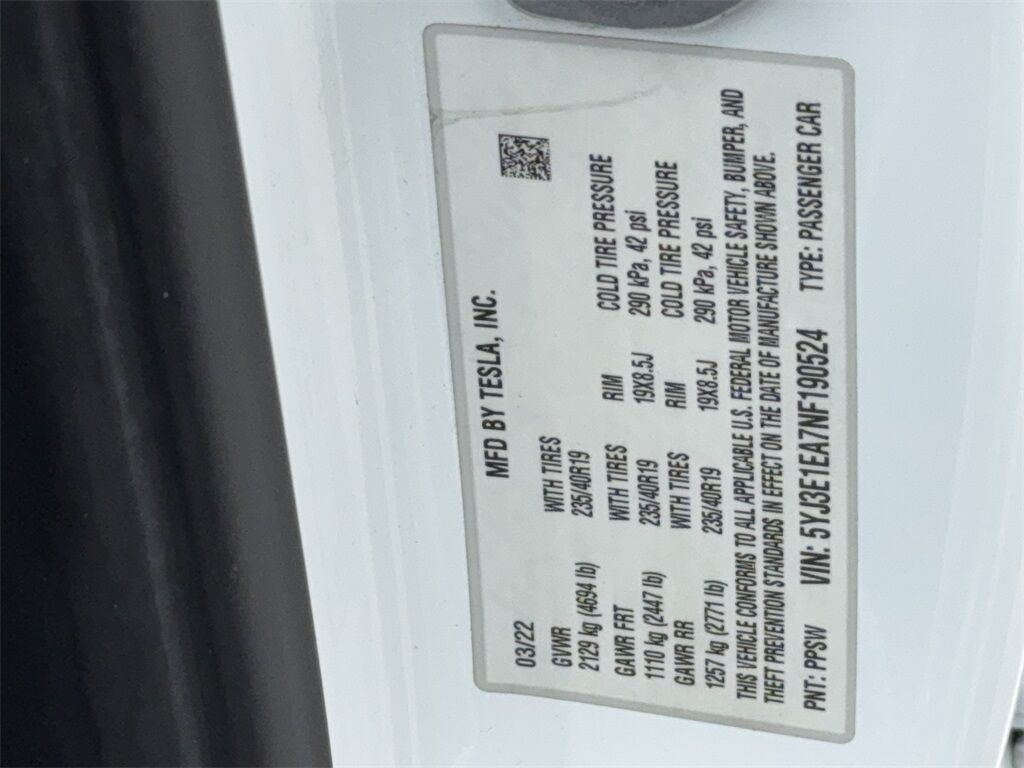 MFD BY TESLA, INC.
03/22
GVWR WITH TIRES
2129 kg (4694 lb) 235/40R19
GAWR FRT WITH TIRES RIM COLD TIRE PRESSURE
1110 kg (2447 lb) 235/40R19 19X8.5J 290 kPa, 42 psi
GAWR RR WITH TIRES RIM COLD TIRE PRESSURE
1257 kg (2771 lb) 235/40R19 19X8.5J 290 kPa, 42 psi
THIS VEHICLE CONFORMS TO ALL APPLICABLE U.S. FEDERAL MOTOR VEHICLE SAFETY, BUMPER, AND
THEFT PREVENTION STANDARDS IN EFFECT ON THE DATE OF MANUFACTURE SHOWN ABOVE.
PNT: PPSW VIN: 5YJ3E1EA7NF190524 TYPE: PASSENGER CAR